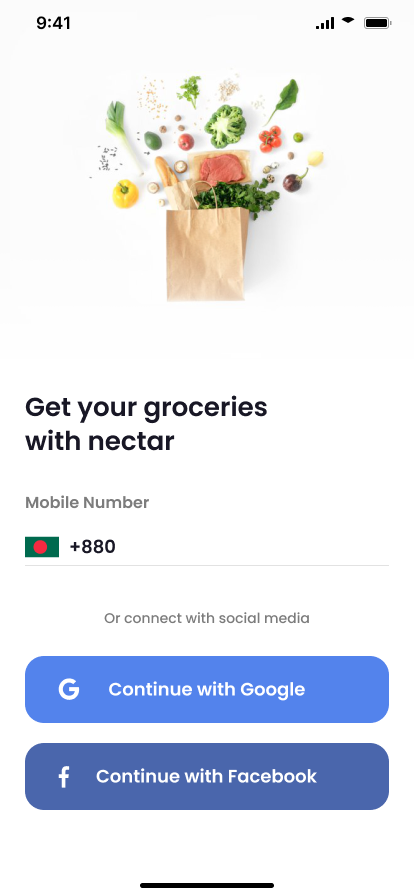 9:41
Get your groceries
with nectar
Mobile Number
+880
Or connect with social media
G Continue with Google
f Continue with Facebook